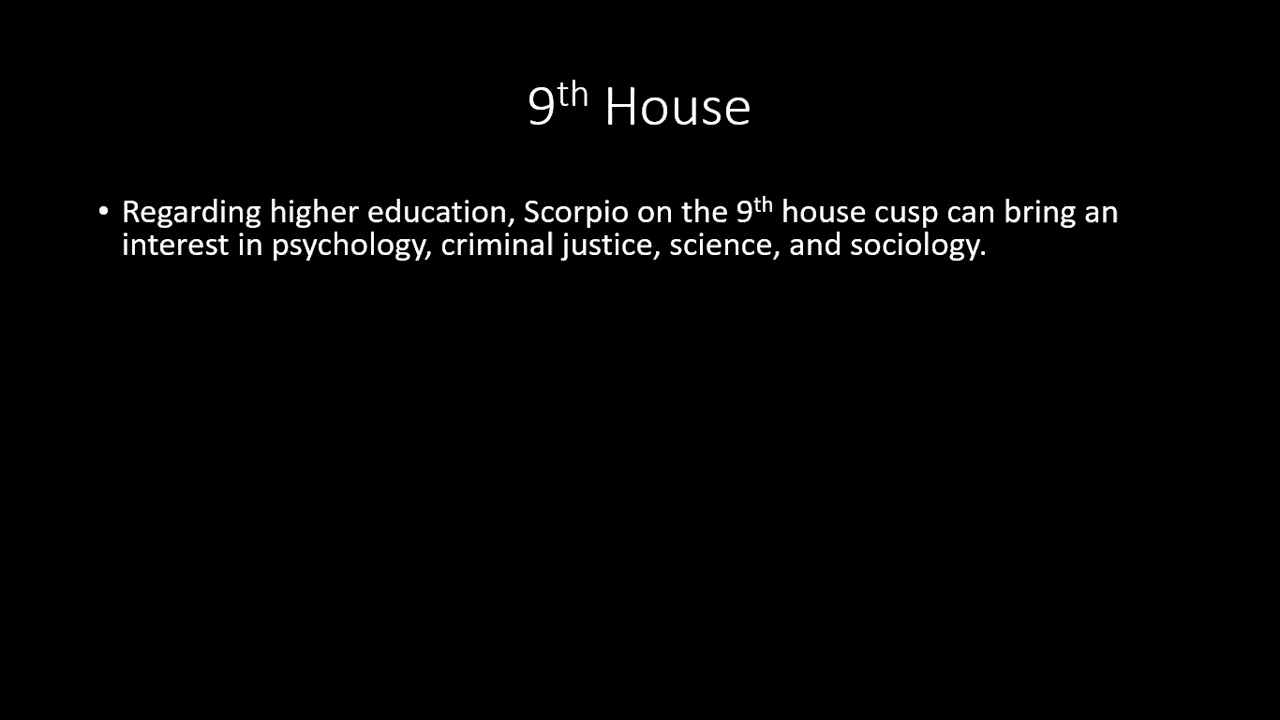 9th House
• Regarding higher education, Scorpio on the 9th house cusp can bring an
interest in psychology, criminal justice, science, and sociology.